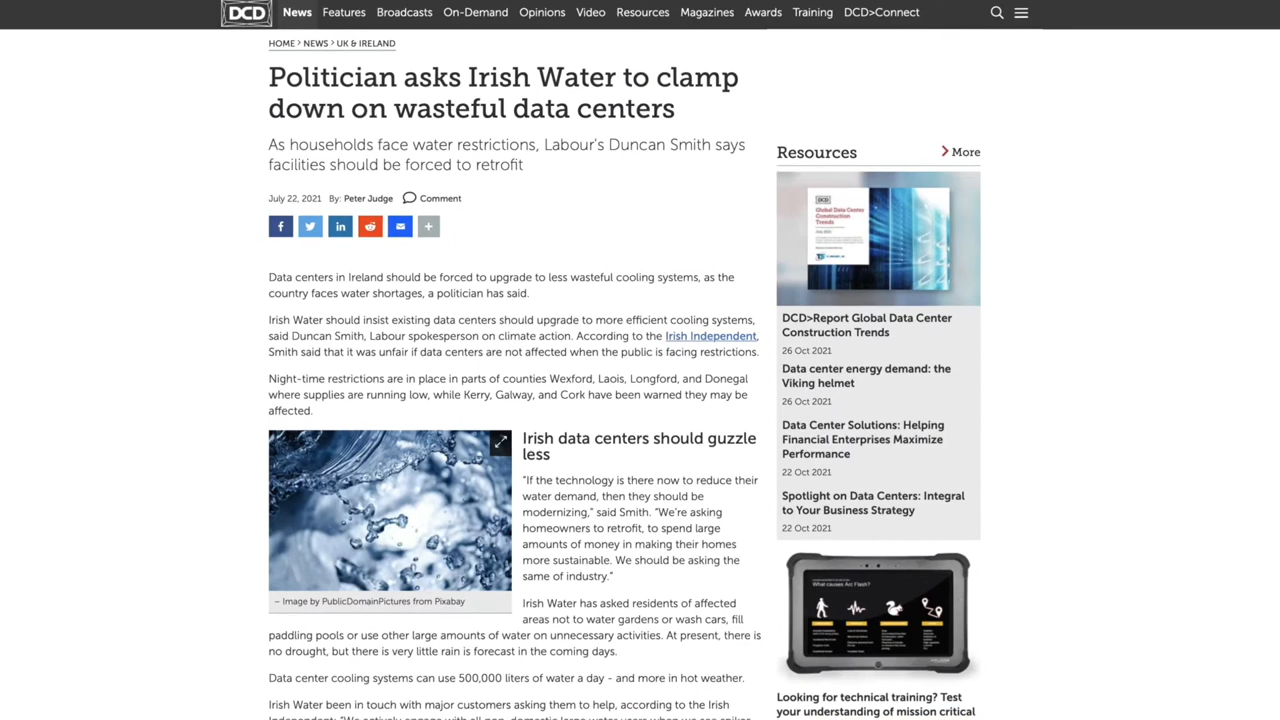 DCD News Features Broadcasts On-Demand Opinions Video Resources Magazines Awards Training DCD>Connect
HOME > NEWS > UK & IRELAND
Politician asks Irish Water to clamp
down on wasteful data centers
As households face water restrictions, Labour's Duncan Smith says
facilities should be forced to retrofit
July 22, 2021 By: Peter Judge Comment
Data centers in Ireland should be forced to upgrade to less wasteful cooling systems, as the
country faces water shortages, a politician has said.
Irish Water should insist existing data centers should upgrade to more efficient cooling systems,
said Duncan Smith, Labour spokesperson on climate action. According to the Irish Independent,
Smith said that it was unfair if data centers are not affected when the public is facing restrictions.
Night-time restrictions are in place in parts of counties Wexford, Laois, Longford, and Donegal
where supplies are running low, while Kerry, Galway, and Cork have been warned they may be
affected.
– Image by PublicDomainPictures from Pixabay
Irish data centers should guzzle
less
"If the technology is there now to reduce their
water demand, then they should be
modernizing," said Smith. "We're asking
homeowners to retrofit, to spend large
amounts of money in making their homes
more sustainable. We should be asking the
same of industry."
Irish Water has asked residents of affected
areas not to water gardens or wash cars, fill
paddling pools or use other large amounts of water on unnecessary activities. At present, there is
no drought, but there is very little rain is forecast in the coming days.
Data center cooling systems can use 500,000 liters of water a day - and more in hot weather.
Irish Water been in touch with major customers asking them to help, according to the Irish
Resources
> More
DCD
Global Data Center
Construction
Trends
DCD>Report Global Data Center
Construction Trends
26 Oct 2021
Data center energy demand: the
Viking helmet
26 Oct 2021
Data Center Solutions: Helping
Financial Enterprises Maximize
Performance
22 Oct 2021
Spotlight on Data Centers: Integral
to Your Business Strategy
22 Oct 2021
What causes Arc Flash?
Looking for technical training? Test
your understanding of mission critical